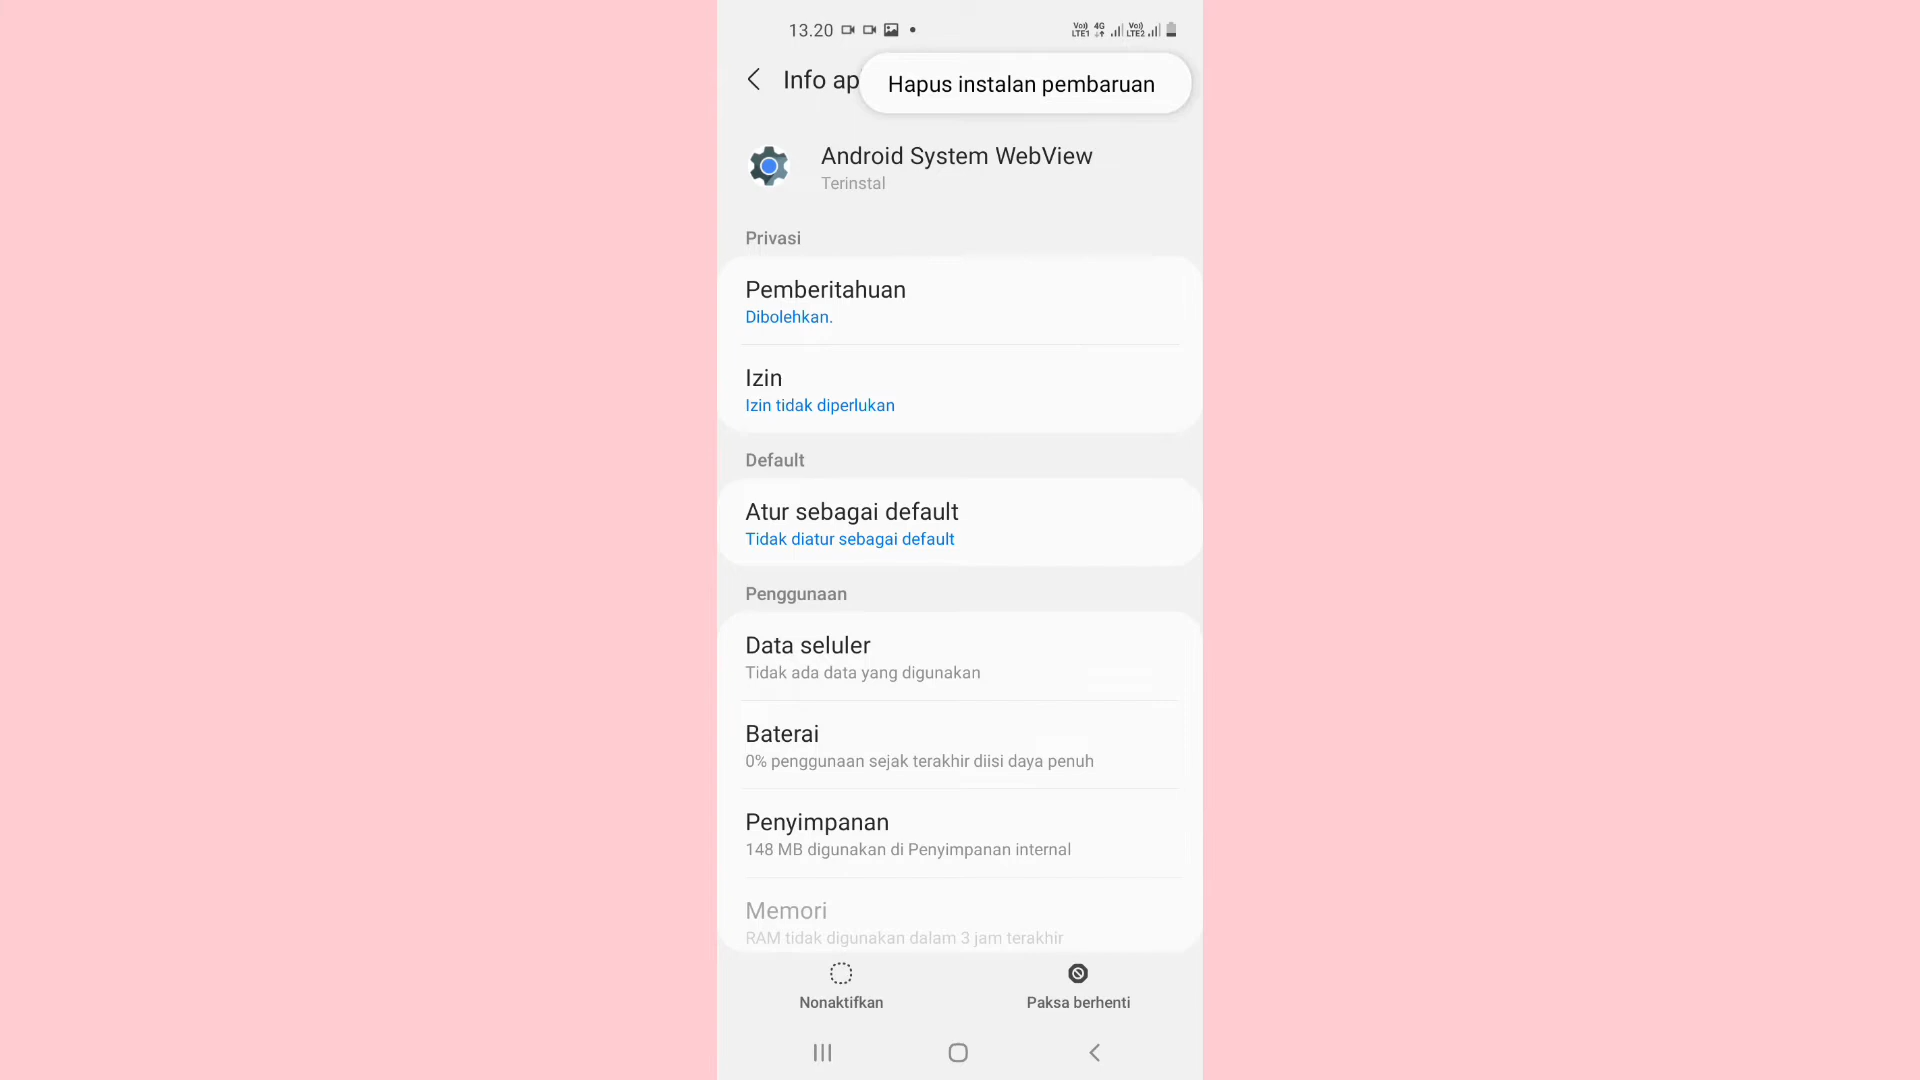 13.20
VoLTE1 4G VoLTE2
Info ap
Hapus instalan pembaruan
Android System WebView
Terinstal
Privasi
Pemberitahuan
Dibolehkan.
Izin
Izin tidak diperlukan
Default
Atur sebagai default
Tidak diatur sebagai default
Penggunaan
Data seluler
Tidak ada data yang digunakan
Baterai
0% penggunaan sejak terakhir diisi daya penuh
Penyimpanan
148 MB digunakan di Penyimpanan internal
Memori
RAM tidak digunakan dalam 3 jam terakhir
Nonaktifkan
Paksa berhenti